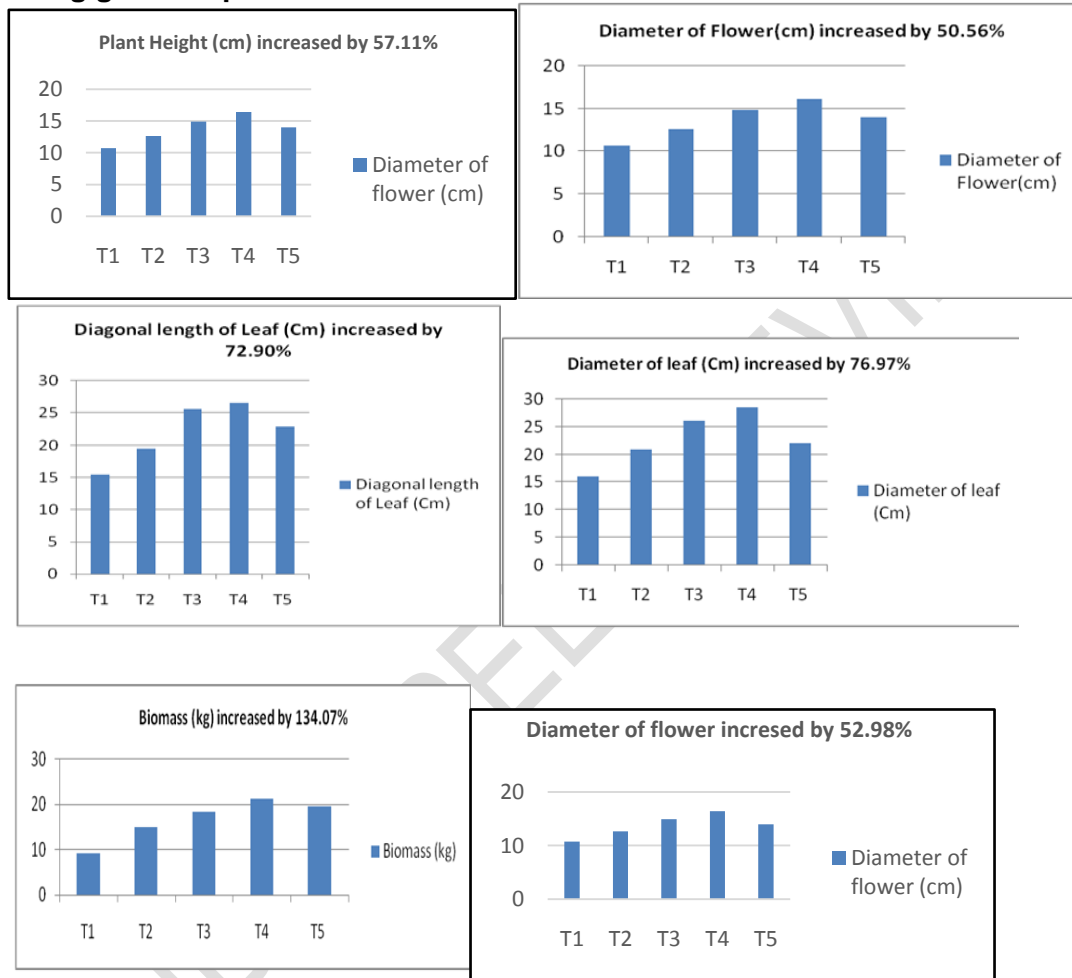 Plant Height (cm) increased by 57.11%
20
15
10
5
0
T1 T2 T3 T4 T5
Diameter of
flower (cm)
Diameter of Flower(cm) increased by 50.56%
20
15
10
5
0
T1 T2 T3 T4 T5
Diameter of
Flower(cm)
Diagonal length of Leaf (Cm) increased by
72.90%
30
25
20
15
10
5
0
T1 T2 T3 T4 T5
Diagonal length
of Leaf (Cm)
Diameter of leaf (Cm) increased by 76.97%
30
25
20
15
10
5
0
T1 T2 T3 T4 T5
Diameter of leaf
(Cm)
Biomass (kg) increased by 134.07%
30
20
10
0
T1 T2 T3 T4 T5
Biomass (kg)
Diameter of flower incresed by 52.98%
20
10
0
T1 T2 T3 T4 T5
Diameter of
flower (cm)